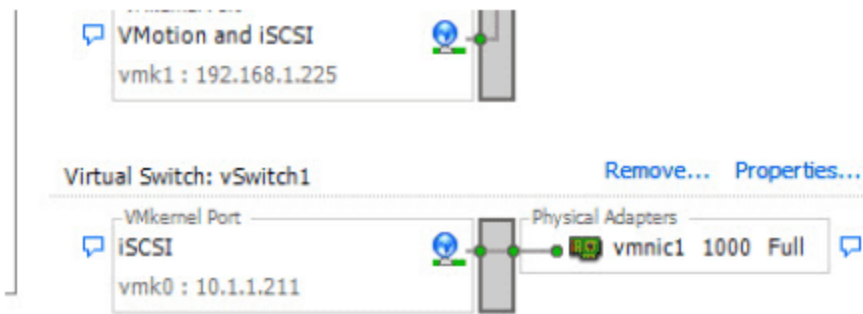 VMotion and iSCSI
vmk1 : 192.168.1.225
Virtual Switch: vSwitch1
Remove... Properties...
VMkernel Port
Physical Adapters
iSCSI
vmnic1 1000 Full
vmk0 : 10.1.1.211